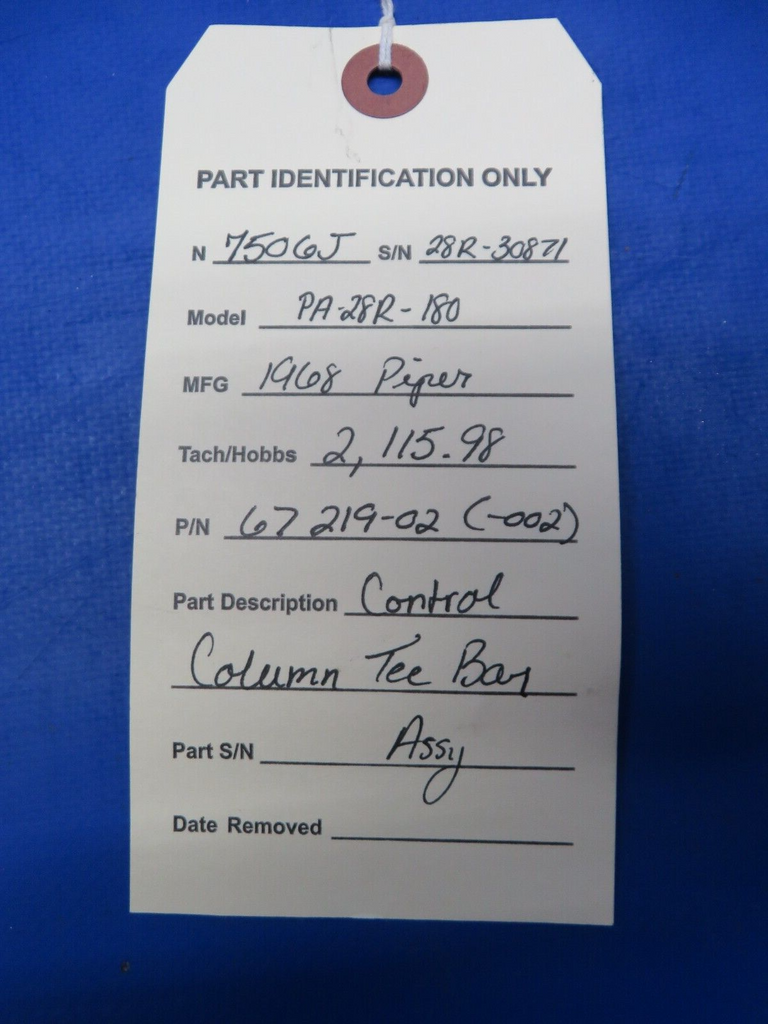 PART IDENTIFICATION ONLY
N 7506J S/N 28R-30871
Model PA-28R-180
MFG 1968 Piper
Tach/Hobbs 2,115.98
P/N 67219-02 (-002)
Part Description Control
Column Tee Bar
Part S/N Assy
Date Removed